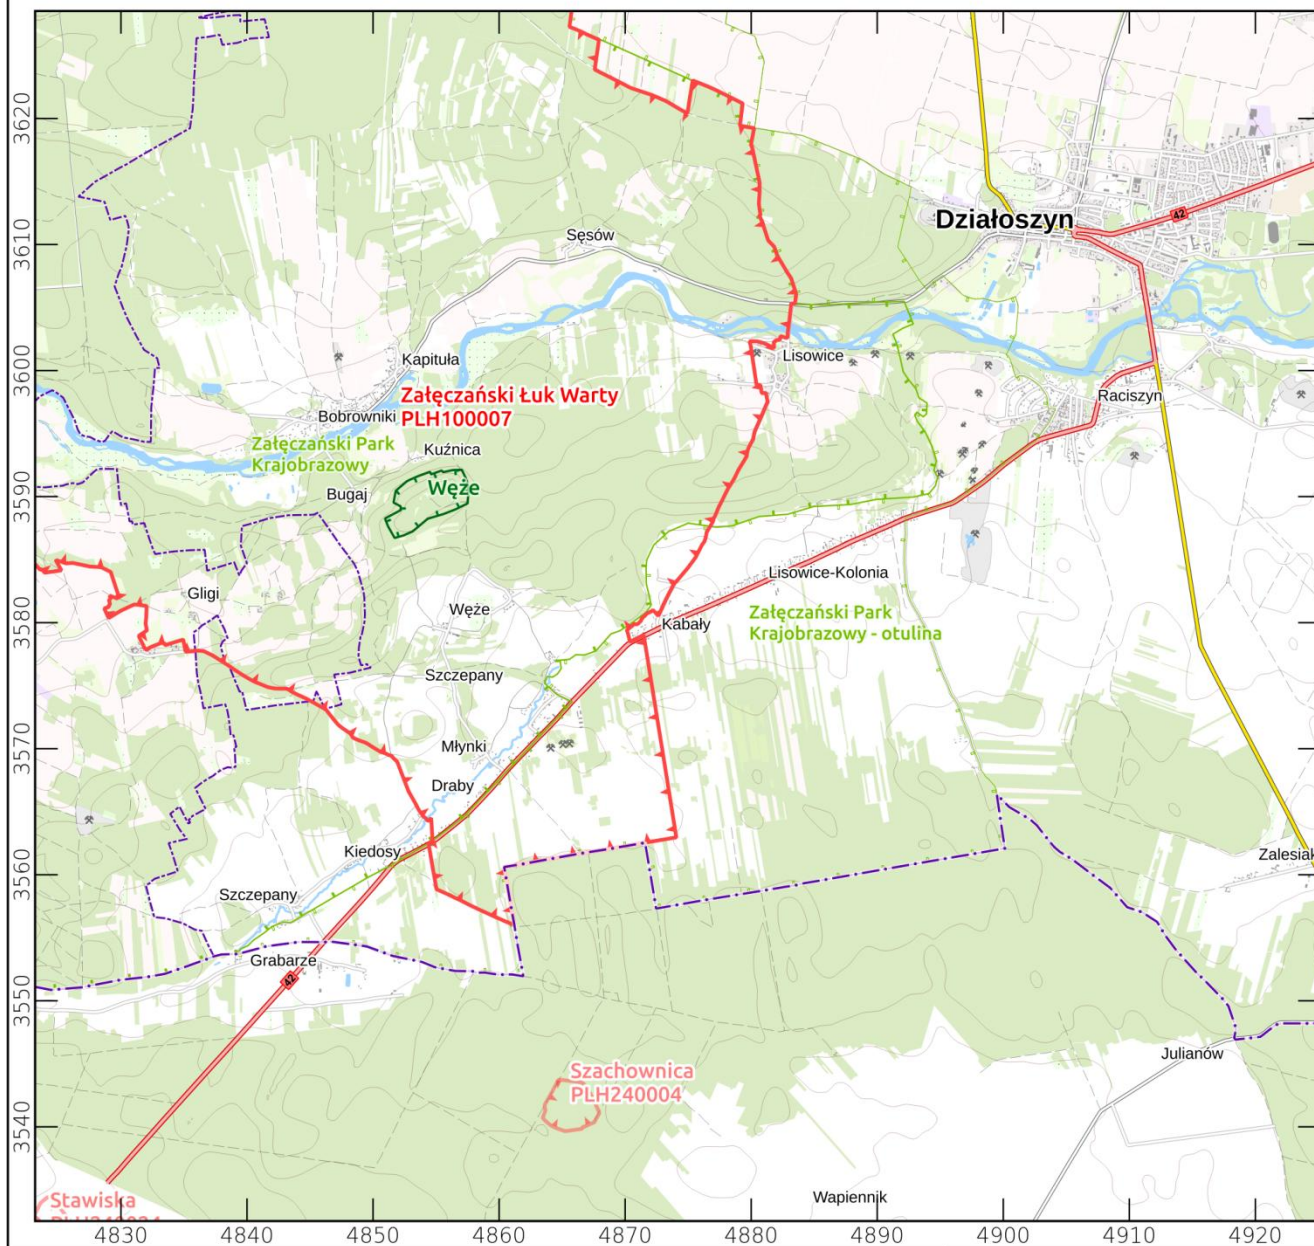 3620
3610
3600
3590
3580
3570
3560
3550
3540
Działoszyn
42
Sęsów
Lisowice
Kapituła
Załęczański Łuk Warty
PLH100007
Raciszyn
Bobrowniki
Załęczański Park
Krajobrazowy
Kuźnica
Węże
Bugaj
Lisowice-Kolonia
Gligi
Węże
Kabały
Załęczański Park
Krajobrazowy - otulina
Szczepany
Młynki
Draby
Kiedosy
Szczepany
Grabarze
42
Julianów
Szachownica
PLH240004
Wapiennik
Stawiska
4830
4840
4850
4860
4870
4880
4890
4900
4910
4920